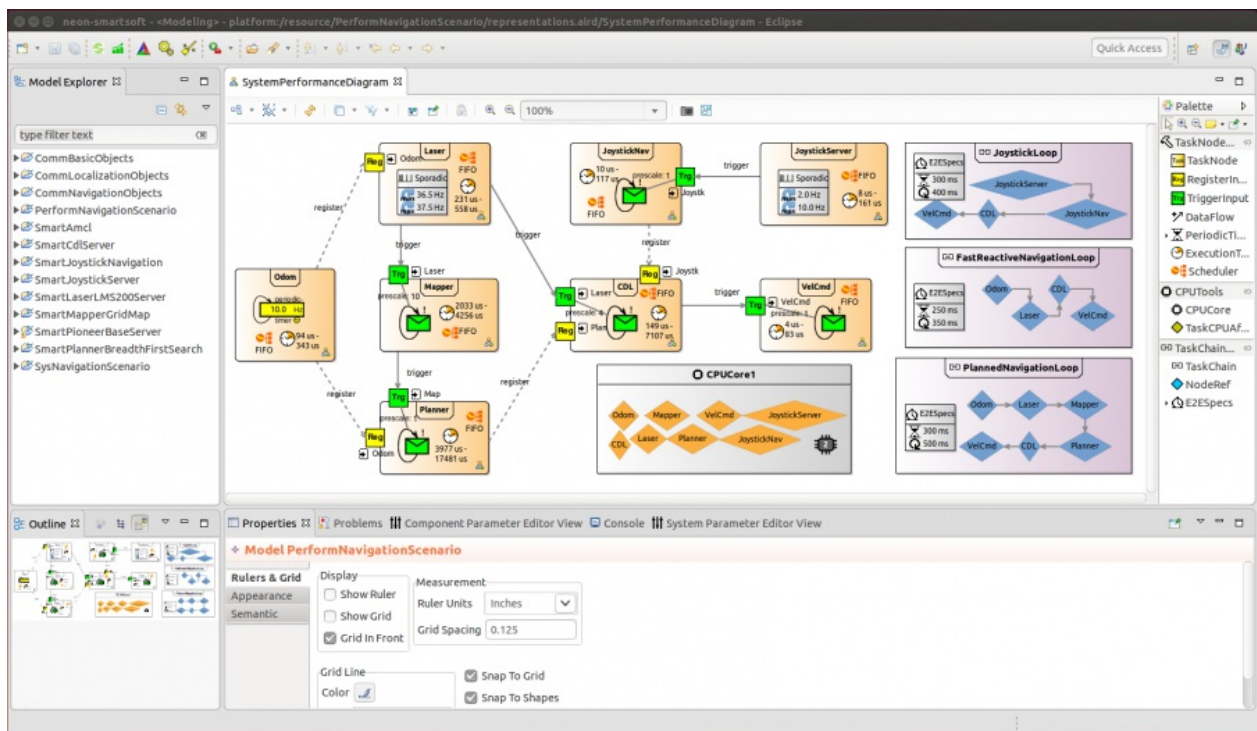 neon-smartsoft - <Modeling> - platform:/resource/PerformNavigationScenario/representations.aird/SystemPerformanceDiagram - Eclipse
Quick Access
Model Explorer
type filter text
CommBasicObjects
CommLocalizationObjects
CommNavigationObjects
PerformNavigationScenario
SmartAmcl
SmartCdlServer
SmartJoystickNavigation
SmartJoystickServer
SmartLaserLMS200Server
SmartMapperGridMap
SmartPioneerBaseServer
SmartPlannerBreadthFirstSearch
SysNavigationScenario
SystemPerformanceDiagram
100%
Laser
Reg
Odom
Sporadic
36.5 Hz
37.5 Hz
FIFO
231 us -
558 us
register
trigger
trigger
JoystickNav
10 us -
117 us
prescale: 1
Trg
Joystk
FIFO
trigger
JoystickServer
Sporadic
2.0 Hz
10.0 Hz
FIFO
8 us -
161 us
register
Odom
periodic
10.0 Hz
timer
FIFO
94 us -
343 us
Trg
Laser
Mapper
prescale: 10
2033 us -
4256 us
FIFO
trigger
register
register
Reg
Joystk
Trg
Laser
CDL
FIFO
Reg
149 us -
7107 us
trigger
Trg
VelCmd
VelCmd
FIFO
4 us -
83 us
Trg
Map
Planner
FIFO
Reg
Odom
3977 us -
17481 us
CPUCore1
Odom
Mapper
VelCmd
JoystickServer
CDL
Laser
Planner
JoystickNav
JoystickLoop
E2ESpecs
300 ms
400 ms
JoystickServer
VelCmd
CDL
JoystickNav
FastReactiveNavigationLoop
E2ESpecs
250 ms
350 ms
Odom
CDL
Laser
VelCmd
PlannedNavigationLoop
E2ESpecs
300 ms
500 ms
Odom
Laser
Mapper
VelCmd
CDL
Planner
Palette
TaskNode...
TaskNode
RegisterIn...
TriggerInput
DataFlow
PeriodicTi...
ExecutionT...
Scheduler
CPUTools
CPUCore
TaskCPUAf...
TaskChain...
TaskChain
NodeRef
E2ESpecs
Outline
Properties
Problems
Component Parameter Editor View
Console
System Parameter Editor View
Model PerformNavigationScenario
Rulers & Grid
Appearance
Semantic
Display
Show Ruler
Show Grid
Grid In Front
Measurement
Ruler Units
Inches
Grid Spacing
0.125
Grid Line
Color
Snap To Grid
Snap To Shapes